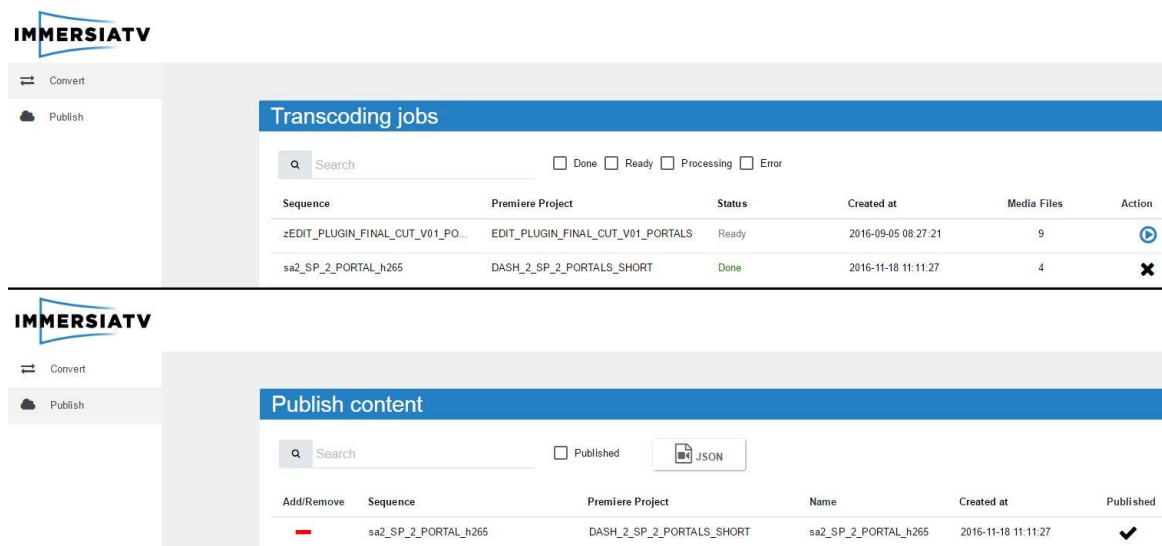 IMMERSIATV
Convert
Publish
Transcoding jobs
Search Done Ready Processing Error
Sequence Premiere Project Status Created at Media Files Action
zEDIT_PLUGIN_FINAL_CUT_V01_PO... EDIT_PLUGIN_FINAL_CUT_V01_PORTALS Ready 2016-09-05 08:27:21 9
sa2_SP_2_PORTAL_h265 DASH_2_SP_2_PORTALS_SHORT Done 2016-11-18 11:11:27 4
IMMERSIATV
Convert
Publish
Publish content
Search Published JSON
Add/Remove Sequence Premiere Project Name Created at Published
sa2_SP_2_PORTAL_h265 DASH_2_SP_2_PORTALS_SHORT sa2_SP_2_PORTAL_h265 2016-11-18 11:11:27